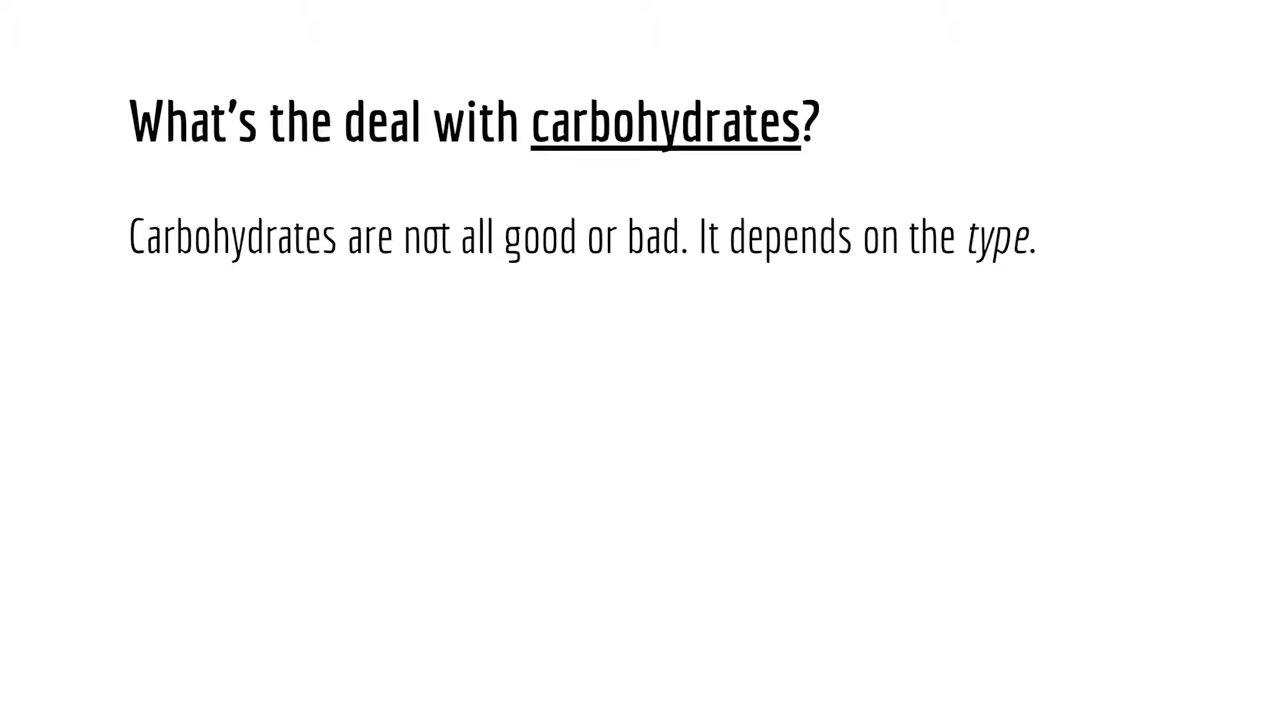 What's the deal with carbohydrates?
Carbohydrates are not all good or bad. It depends on the type.